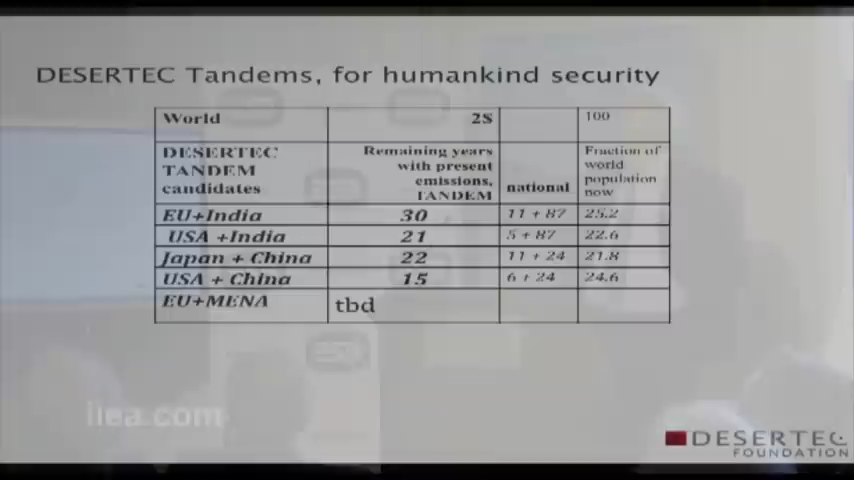 DESERTEC Tandems, for humankind security
World 2S 100
DESERTEC TANDEM candidates Remaining years with present emissions, TANDEM national Fraction of world population now
EU+India 30 11 + 87 25.2
USA +India 21 5 + 87 22.6
Japan + China 22 11 + 24 21.8
USA + China 15 6 + 24 24.6
EU+MENA tbd
iiea.com
DESERTEC
FOUNDATION